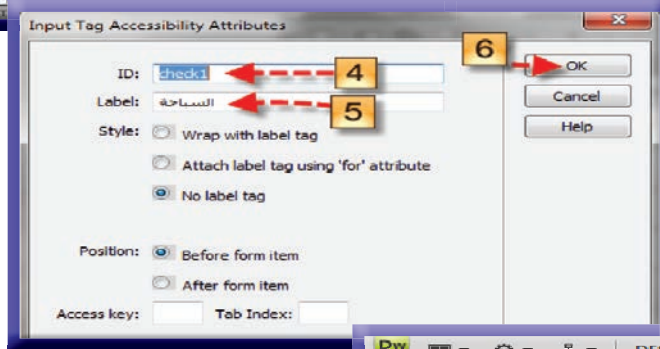 Input Tag Accessibility Attributes
ID: check1
4
6
OK
Label: السباحة
5
Cancel
Style: Wrap with label tag
Help
Attach label tag using 'for' attribute
No label tag
Position: Before form item
After form item
Access key: Tab Index:
Dw